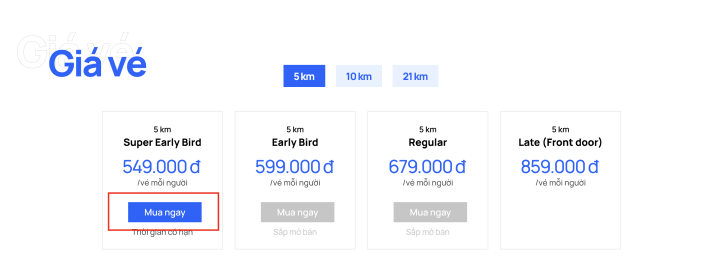 Giá vé
Giá vé
5 km
10 km
21 km
5 km
Super Early Bird
549.000 đ
/vé mỗi người
Mua ngay
Thời gian có hạn
5 km
Early Bird
599.000 đ
/vé mỗi người
Mua ngay
Sắp mở bán
5 km
Regular
679.000 đ
/vé mỗi người
Mua ngay
Sắp mở bán
5 km
Late (Front door)
859.000 đ
/vé mỗi người